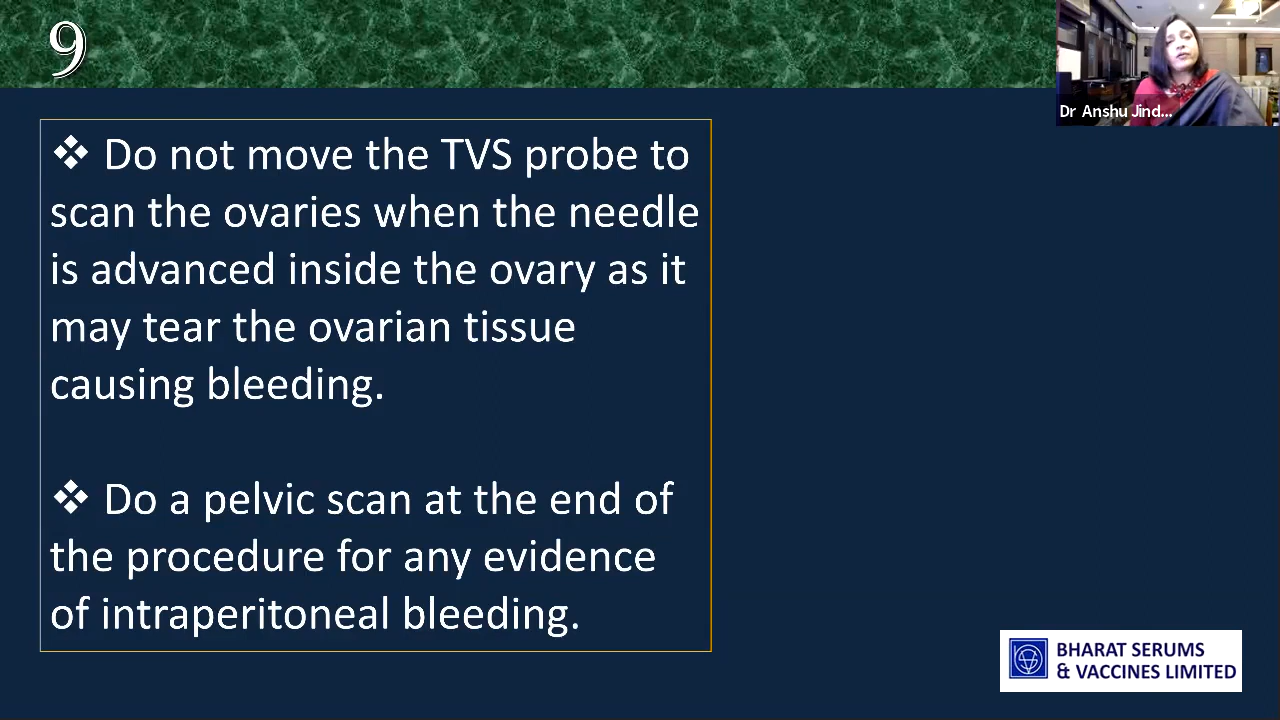 9
Dr Anshu Jind...
❖ Do not move the TVS probe to
scan the ovaries when the needle
is advanced inside the ovary as it
may tear the ovarian tissue
causing bleeding.
❖ Do a pelvic scan at the end of
the procedure for any evidence
of intraperitoneal bleeding.
BHARAT SERUMS
& VACCINES LIMITED